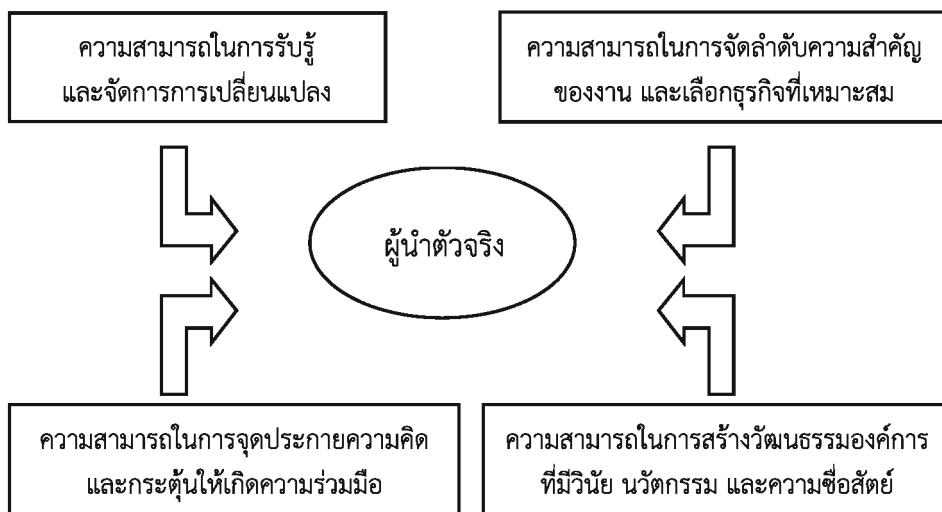 ความสามารถในการรับรู้
และจัดการการเปลี่ยนแปลง
ความสามารถในการจัดลำดับความสำคัญ
ของงาน และเลือกธุรกิจที่เหมาะสม
ผู้นำตัวจริง
ความสามารถในการจุดประกายความคิด
และกระตุ้นให้เกิดความร่วมมือ
ความสามารถในการสร้างวัฒนธรรมองค์การ
ที่มีวินัย นวัตกรรม และความซื่อสัตย์